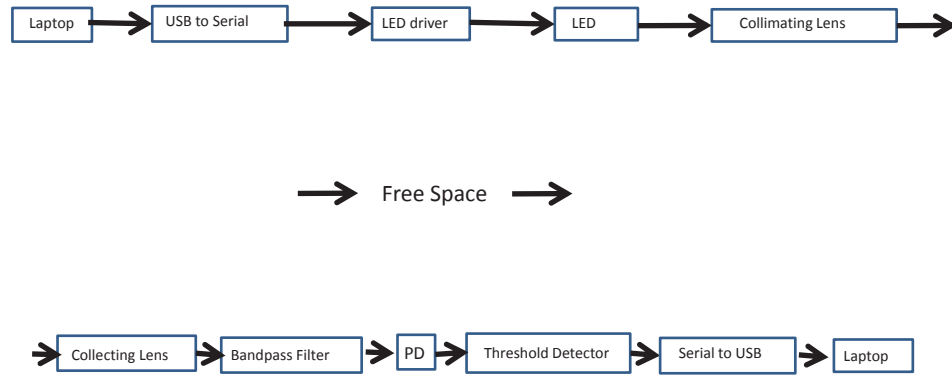 Laptop
USB to Serial
LED driver
LED
Collimating Lens
Free Space
Collecting Lens
Bandpass Filter
PD
Threshold Detector
Serial to USB
Laptop